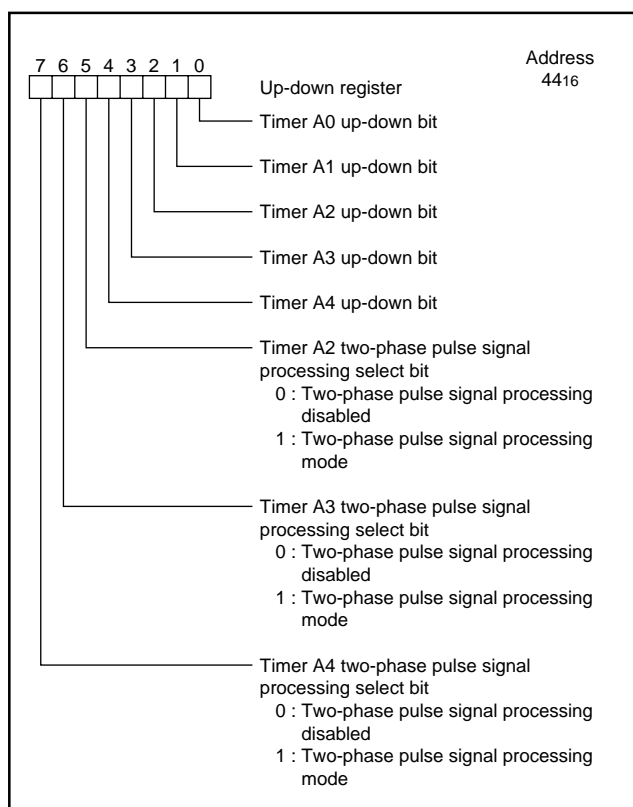 Address
44₁₆
7 6 5 4 3 2 1 0
Up-down register
Timer A0 up-down bit
Timer A1 up-down bit
Timer A2 up-down bit
Timer A3 up-down bit
Timer A4 up-down bit
Timer A2 two-phase pulse signal
processing select bit
0 : Two-phase pulse signal processing
disabled
1 : Two-phase pulse signal processing
mode
Timer A3 two-phase pulse signal
processing select bit
0 : Two-phase pulse signal processing
disabled
1 : Two-phase pulse signal processing
mode
Timer A4 two-phase pulse signal
processing select bit
0 : Two-phase pulse signal processing
disabled
1 : Two-phase pulse signal processing
mode